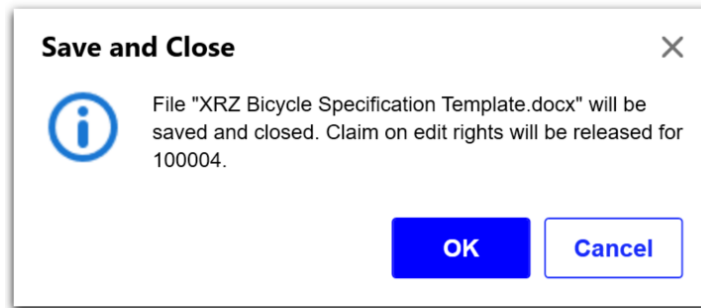 Save and Close
File "XRZ Bicycle Specification Template.docx" will be
saved and closed. Claim on edit rights will be released for
100004.
OK
Cancel